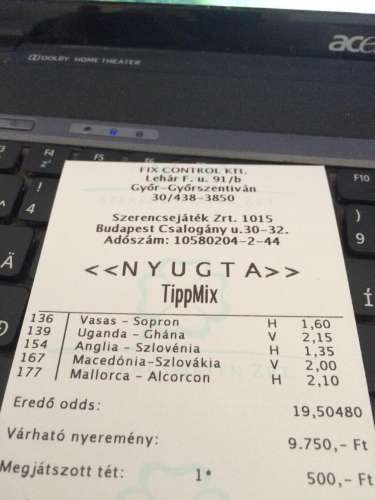 acer
DOLBY HOME THEATER
FIX CONTROL Kft.
Lehár F. u. 91/b
Győr-Győrszentiván
30/438-3850
Szerencsejáték Zrt. 1015
Budapest Csalogány u.30-32.
Adószám: 10580204-2-44
<<NYUGTA>>
TippMix
136 Vasas - Sopron H 1,60
139 Uganda - Ghána V 2,15
154 Anglia - Szlovénia H 1,35
167 Macedónia-Szlovákia V 2,00
177 Mallorca - Alcorcon H 2,10
Eredő odds: 19,50480
Várható nyeremény: 9.750,- Ft
Megjátszott tét: 1* 500,- Ft
F3
F4
F10
Z
Ä
Í